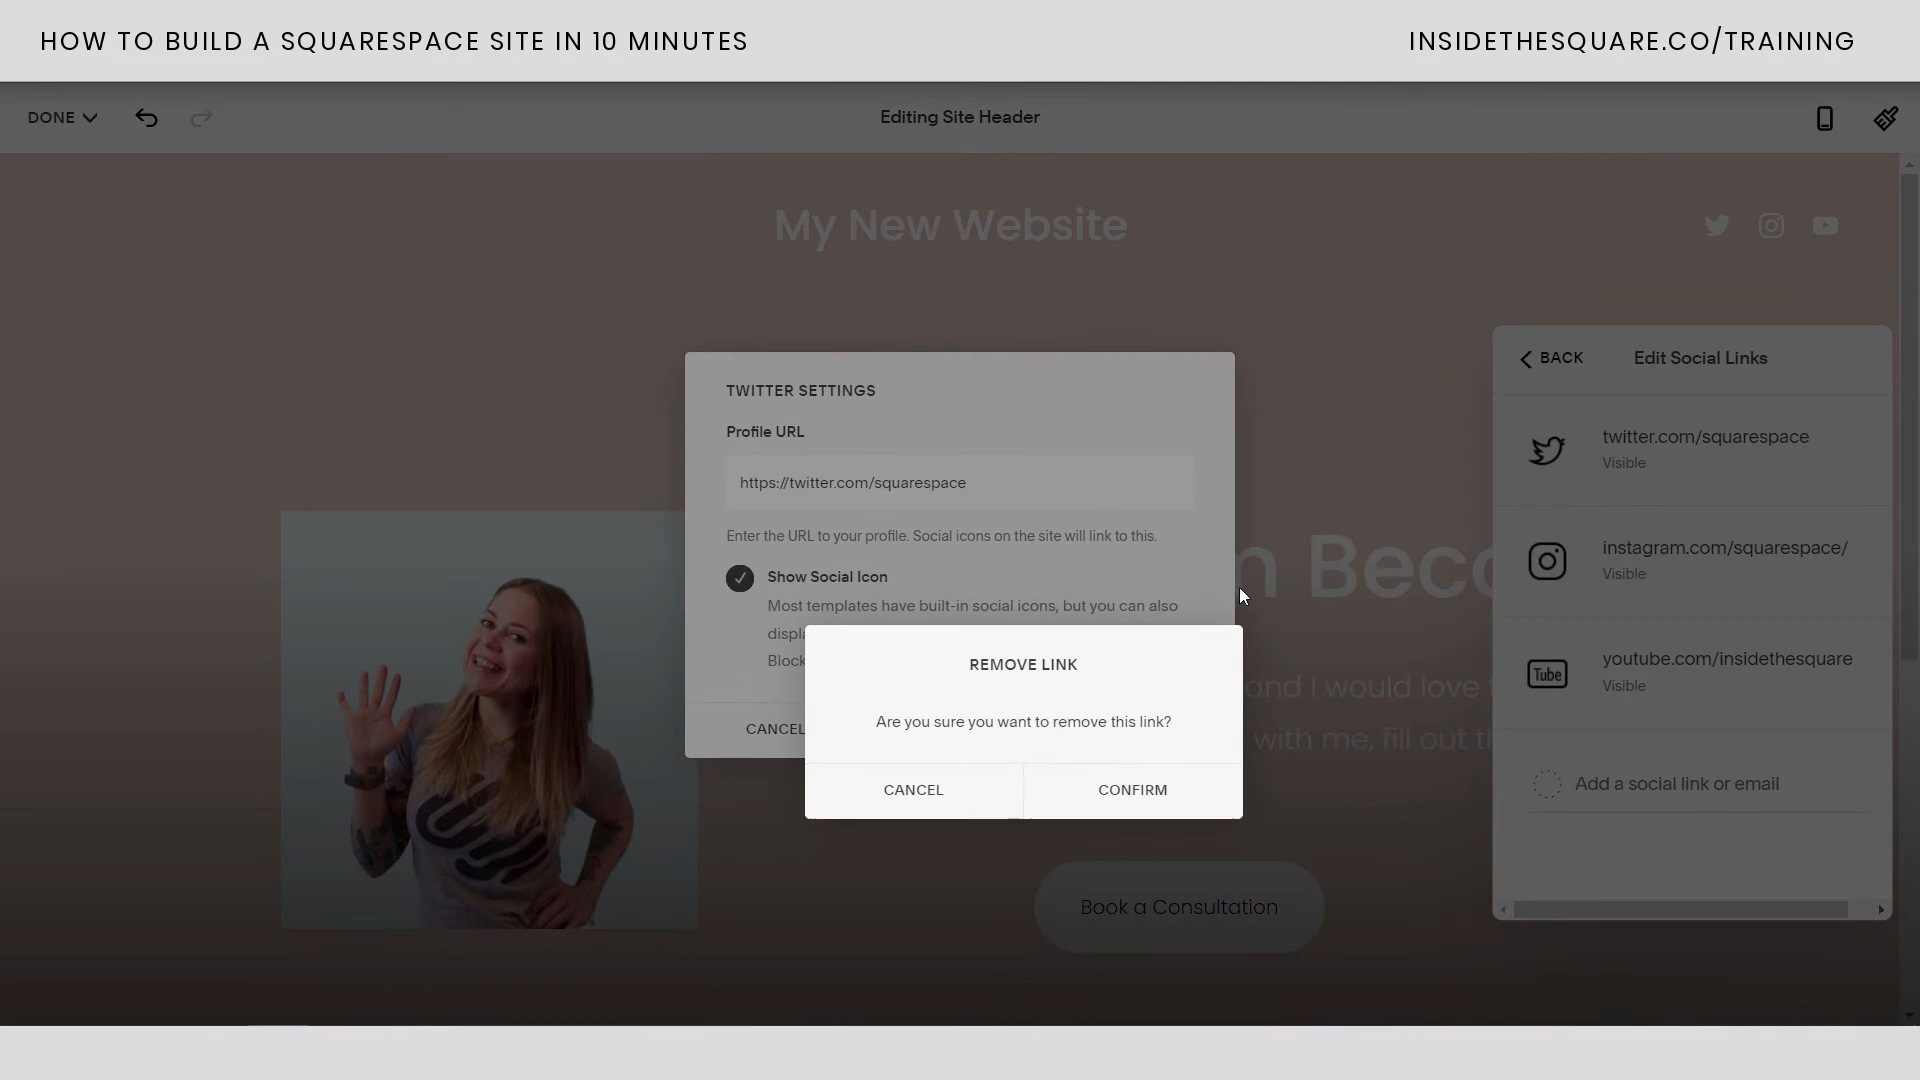 HOW TO BUILD A SQUARESPACE SITE IN 10 MINUTES
INSIDETHESQUARE.CO/TRAINING
DONE
Editing Site Header
My New Website
TWITTER SETTINGS
Profile URL
https://twitter.com/squarespace
Enter the URL to your profile. Social icons on the site will link to this.
Show Social Icon
Most templates have built-in social icons, but you can also
displa
Block
CANCEL
REMOVE LINK
Are you sure you want to remove this link?
CANCEL
CONFIRM
n Beco
and I would love t
with me, fill out th
Book a Consultation
BACK
Edit Social Links
twitter.com/squarespace
Visible
instagram.com/squarespace/
Visible
Tube
youtube.com/insidethesquare
Visible
Add a social link or email